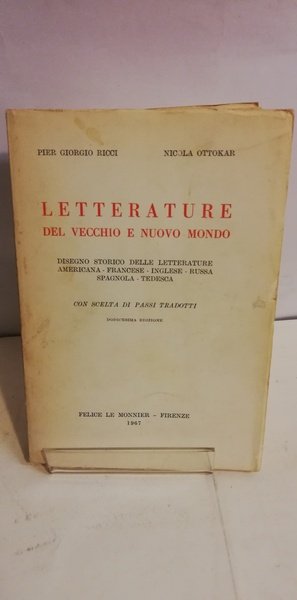 PIER GIORGIO RICCI NICOLA OTTOKAR
LETTERATURE
DEL VECCHIO E NUOVO MONDO
DISEGNO STORICO DELLE LETTERATURE
AMERICANA - FRANCESE - INGLESE - RUSSA
SPAGNOLA - TEDESCA
CON SCELTA DI PASSI TRADOTTI
DODICESIMA EDIZIONE
FELICE LE MONNIER - FIRENZE
1967